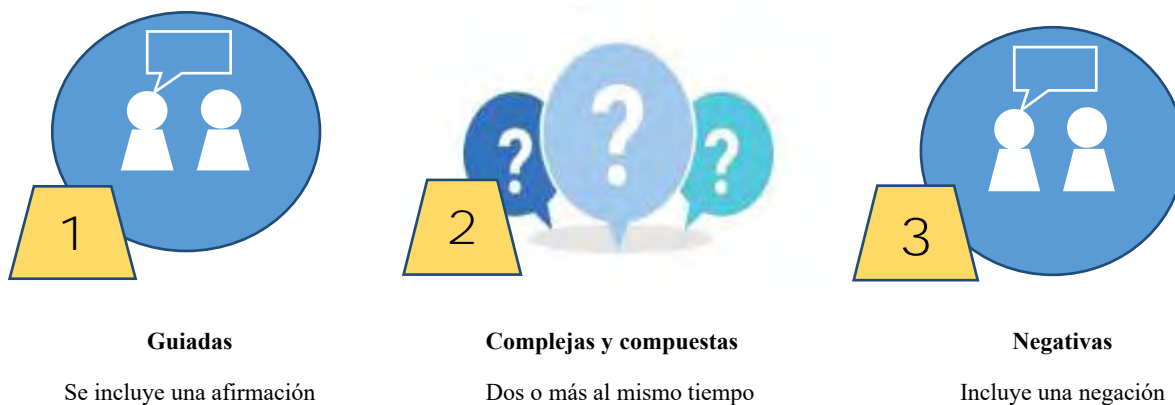 1
2
3
Guiadas
Complejas y compuestas
Negativas
Se incluye una afirmación
Dos o más al mismo tiempo
Incluye una negación